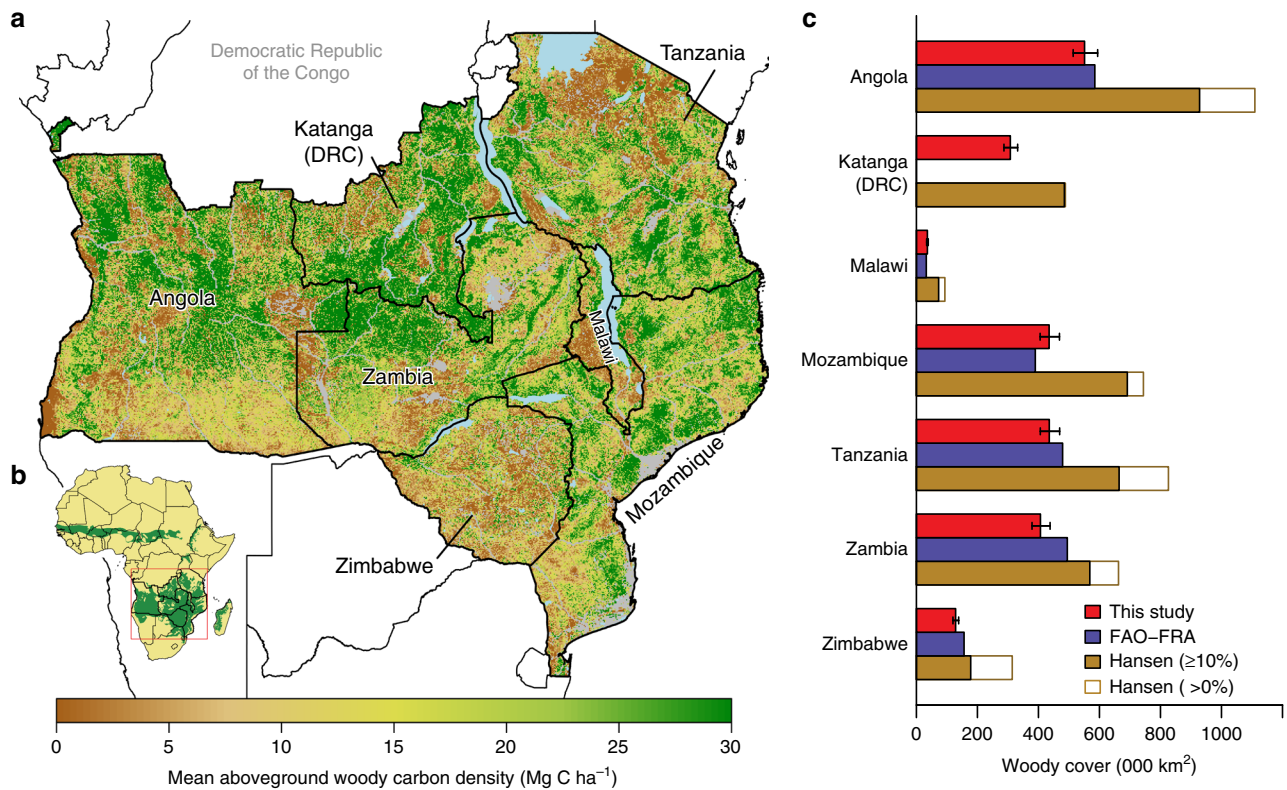 a
Democratic Republic
of the Congo
Tanzania
Katanga
(DRC)
Angola
Malawi
Zambia
Mozambique
Zimbabwe
b
0 5 10 15 20 25 30
Mean aboveground woody carbon density (Mg C ha⁻¹)
c
Angola
Katanga
(DRC)
Malawi
Mozambique
Tanzania
Zambia
Zimbabwe
This study
FAO–FRA
Hansen (≥10%)
Hansen ( >0%)
0 200 400 600 800 1000
Woody cover (000 km²)